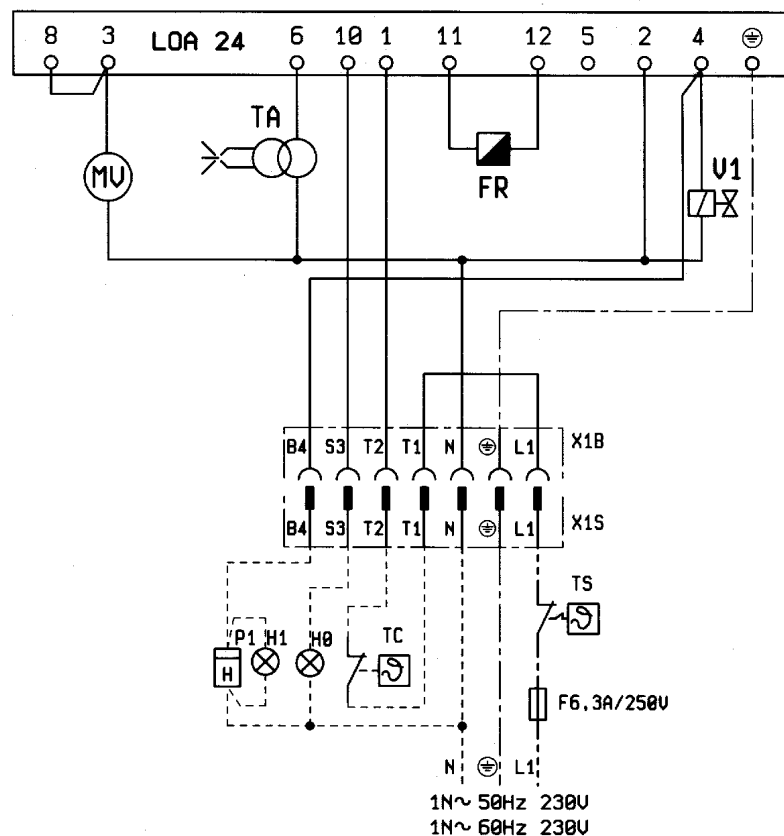 8 3 LOA 24 6 10 1 11 12 5 2 4
TA
MV
FR
V1
B4 S3 T2 T1 N L1 X1B
B4 S3 T2 T1 N L1 X1S
TS
P1 H1 H0 TC
H
F6,3A/250V
N L1
1N~ 50Hz 230V
1N~ 60Hz 230V